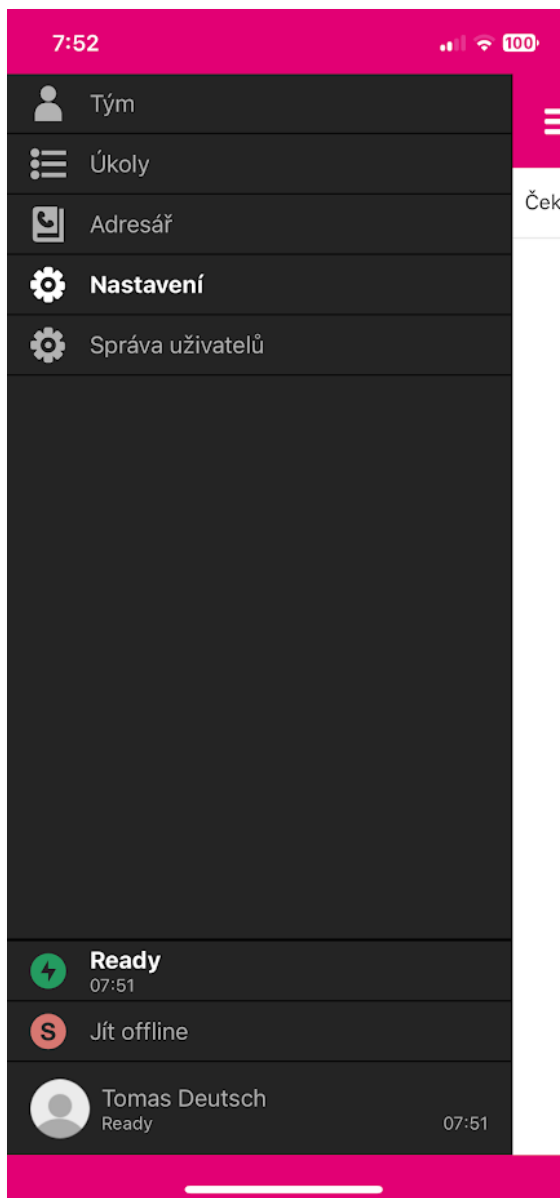 7:52
100
Tým
Úkoly
Ček
Adresář
Nastavení
Správa uživatelů
Ready
07:51
S
Jít offline
Tomas Deutsch
Ready
07:51